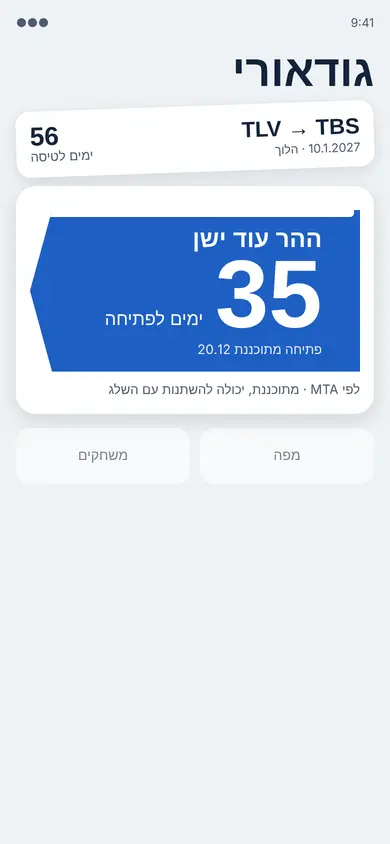 9:41
גודאורי
TLV → TBS
10.1.2027 · הלוך
56
ימים לטיסה
ההר עוד ישן
35 ימים לפתיחה
פתיחה מתוכננת 20.12
לפי MTA · מתוכננת, יכולה להשתנות עם השלג
מפה
משחקים